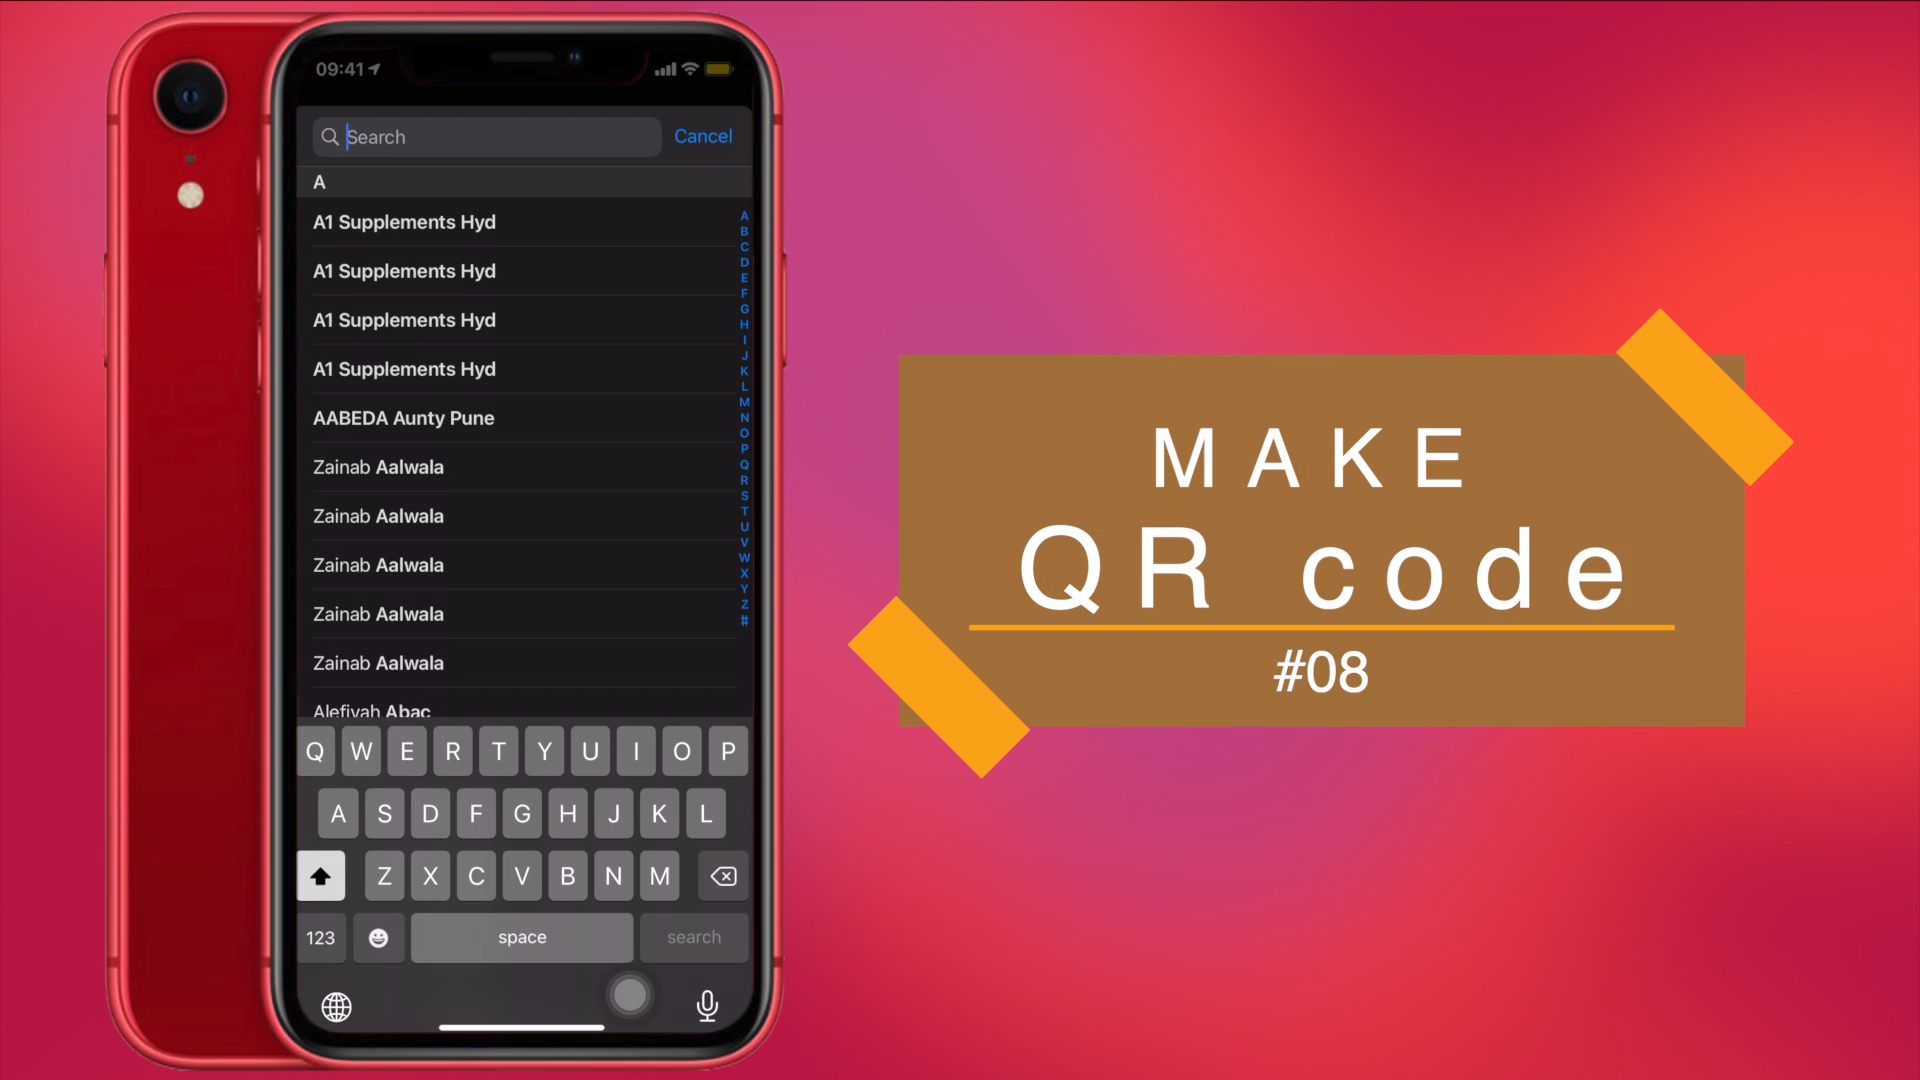 09:41
Search
Cancel
A
A1 Supplements Hyd
A1 Supplements Hyd
A1 Supplements Hyd
A1 Supplements Hyd
AABEDA Aunty Pune
Zainab Aalwala
Zainab Aalwala
Zainab Aalwala
Zainab Aalwala
Zainab Aalwala
Alefiyah Abac
A
B
C
D
E
F
G
H
I
J
K
L
M
N
O
P
Q
R
S
T
U
V
W
X
Y
Z
#
Q W E R T Y U I O P
A S D F G H J K L
Z X C V B N M
123 space search
MAKE
QR code
#08